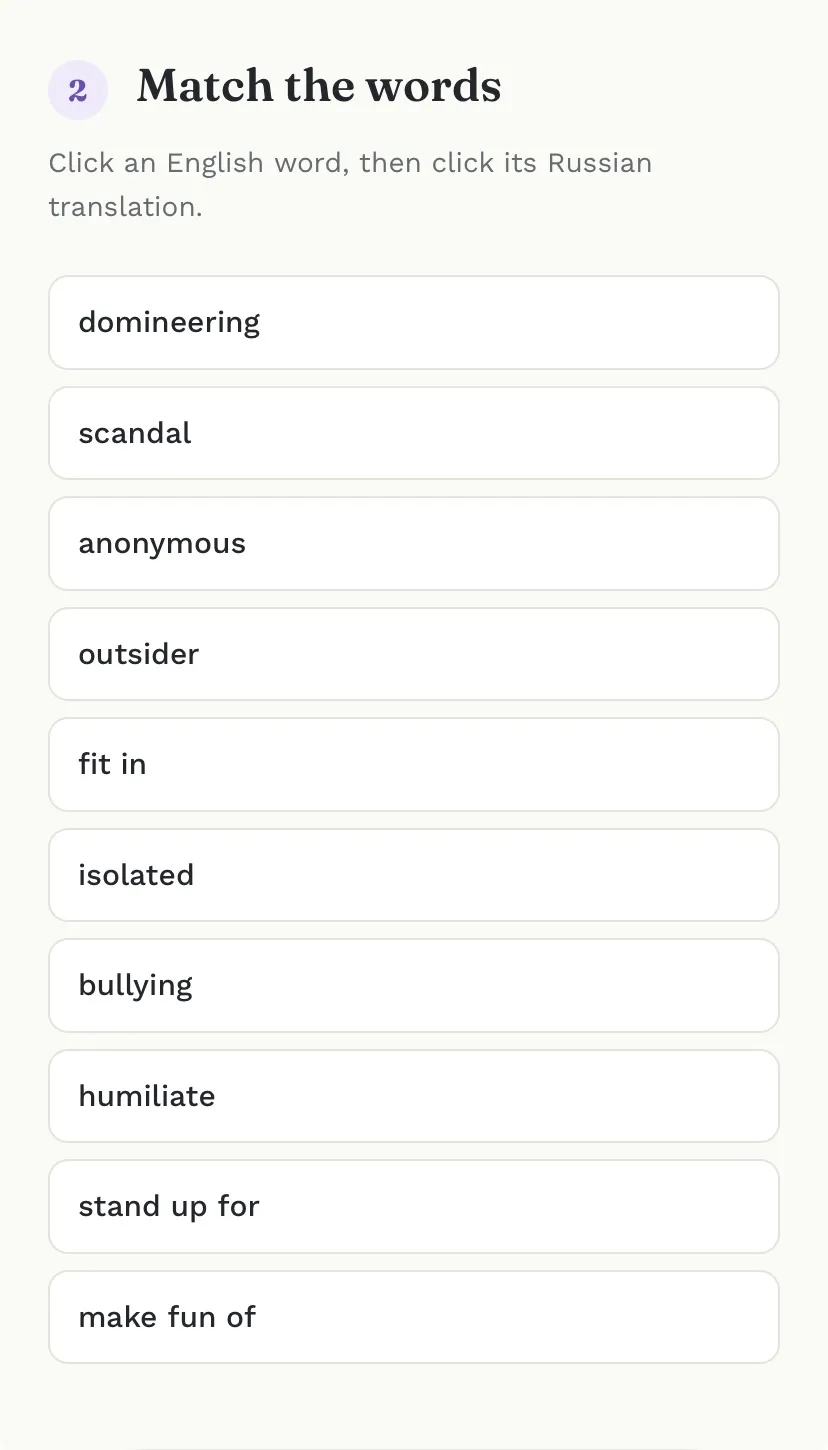 2
Match the words
Click an English word, then click its Russian
translation.
domineering
scandal
anonymous
outsider
fit in
isolated
bullying
humiliate
stand up for
make fun of